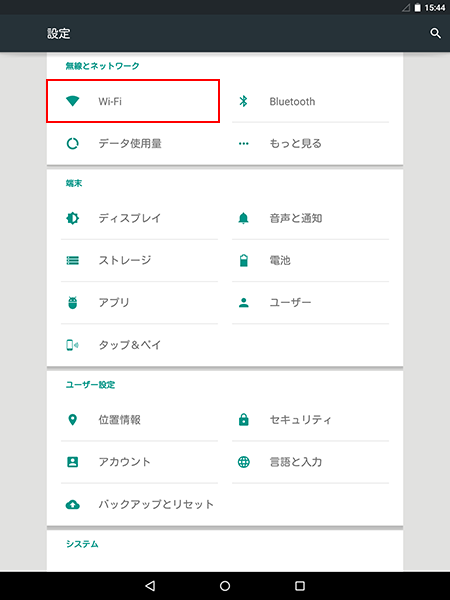 15:44
設定
無線とネットワーク
Wi-Fi
Bluetooth
データ使用量
もっと見る
端末
ディスプレイ
音声と通知
ストレージ
電池
アプリ
ユーザー
タップ＆ペイ
ユーザー設定
位置情報
セキュリティ
アカウント
言語と入力
バックアップとリセット
システム